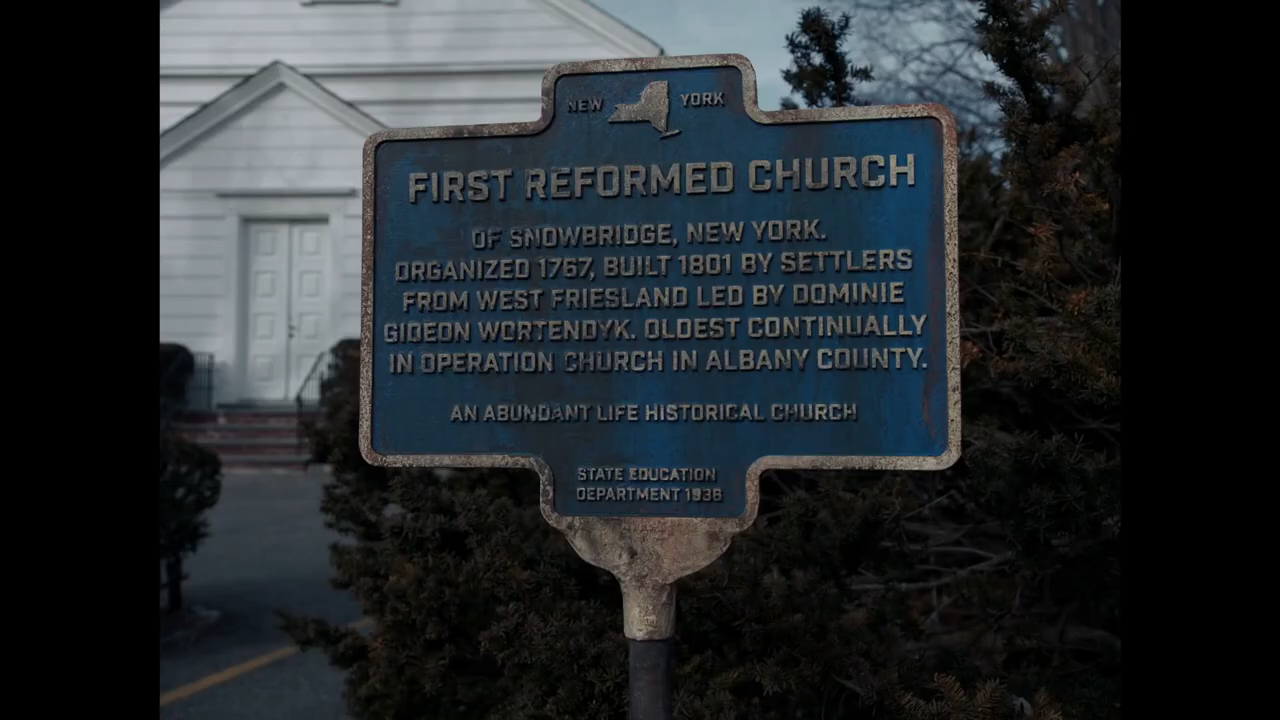 NEW YORK
FIRST REFORMED CHURCH
OF SNOWBRIDGE, NEW YORK.
ORGANIZED 1767, BUILT 1801 BY SETTLERS
FROM WEST FRIESLAND LED BY DOMINIE
GIDEON WORTENDYK. OLDEST CONTINUALLY
IN OPERATION CHURCH IN ALBANY COUNTY.
AN ABUNDANT LIFE HISTORICAL CHURCH
STATE EDUCATION
DEPARTMENT 1938